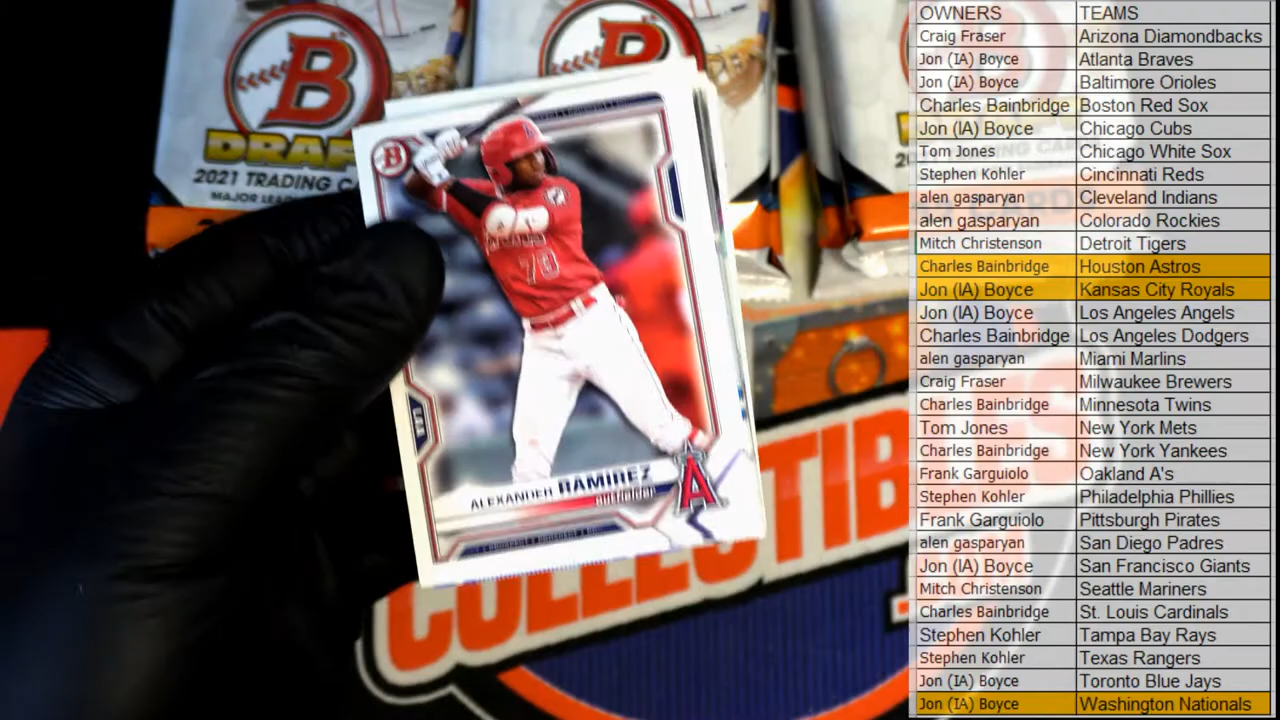 B
DRAF
2021 TRADING CA
MAJOR LEA
B
B
ALEXANDER RAMIREZ
OUTFIELD
A
78
COLLECTIB
OWNERS TEAMS
Craig Fraser Arizona Diamondbacks
Jon (IA) Boyce Atlanta Braves
Jon (IA) Boyce Baltimore Orioles
Charles Bainbridge Boston Red Sox
Jon (IA) Boyce Chicago Cubs
Tom Jones Chicago White Sox
Stephen Kohler Cincinnati Reds
alen gasparyan Cleveland Indians
alen gasparyan Colorado Rockies
Mitch Christenson Detroit Tigers
Charles Bainbridge Houston Astros
Jon (IA) Boyce Kansas City Royals
Jon (IA) Boyce Los Angeles Angels
Charles Bainbridge Los Angeles Dodgers
alen gasparyan Miami Marlins
Craig Fraser Milwaukee Brewers
Charles Bainbridge Minnesota Twins
Tom Jones New York Mets
Charles Bainbridge New York Yankees
Frank Garguiolo Oakland A's
Stephen Kohler Philadelphia Phillies
Frank Garguiolo Pittsburgh Pirates
alen gasparyan San Diego Padres
Jon (IA) Boyce San Francisco Giants
Mitch Christenson Seattle Mariners
Charles Bainbridge St. Louis Cardinals
Stephen Kohler Tampa Bay Rays
Stephen Kohler Texas Rangers
Jon (IA) Boyce Toronto Blue Jays
Jon (IA) Boyce Washington Nationals